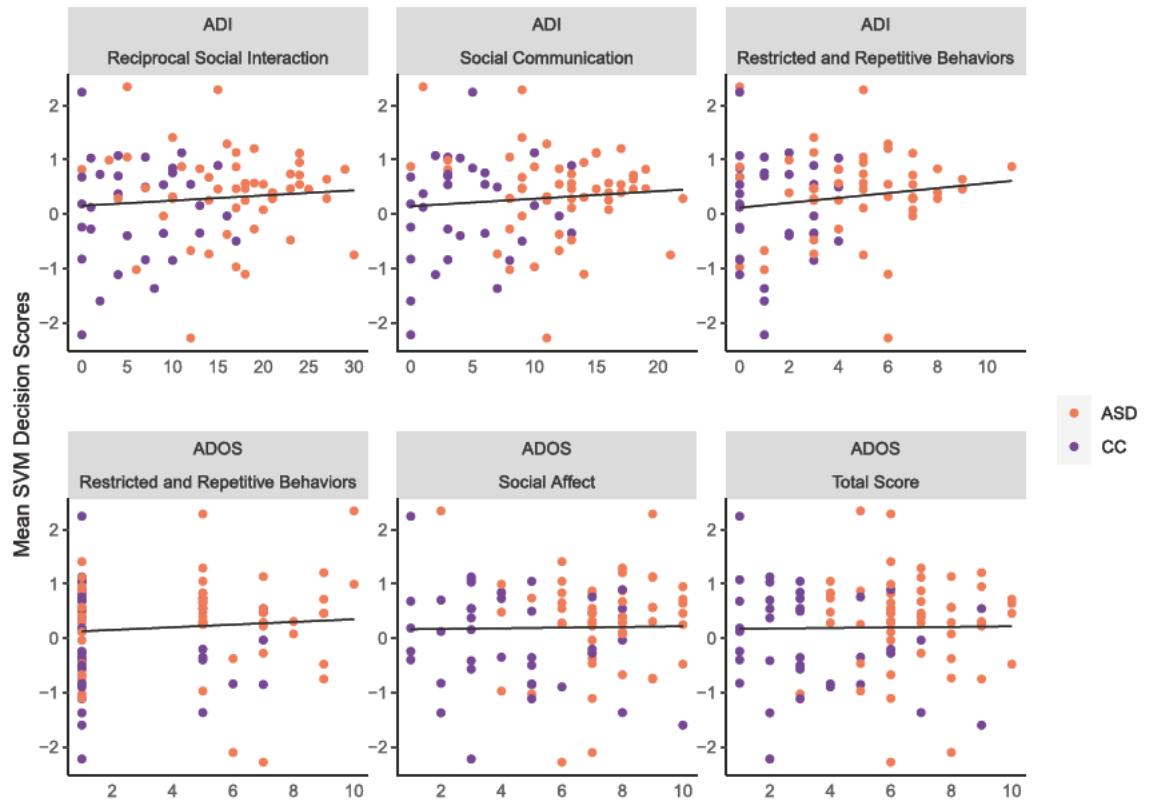 ADI
Reciprocal Social Interaction
ADI
Social Communication
ADI
Restricted and Repetitive Behaviors
2
1
0
−1
−2
0 5 10 15 20 25 30
2
1
0
−1
−2
0 5 10 15 20
2
1
0
−1
−2
0 2 4 6 8 10
Mean SVM Decision Scores
ADOS
Restricted and Repetitive Behaviors
ADOS
Social Affect
ADOS
Total Score
2
1
0
−1
−2
2 4 6 8 10
2
1
0
−1
−2
2 4 6 8 10
2
1
0
−1
−2
2 4 6 8 10
ASD
CC